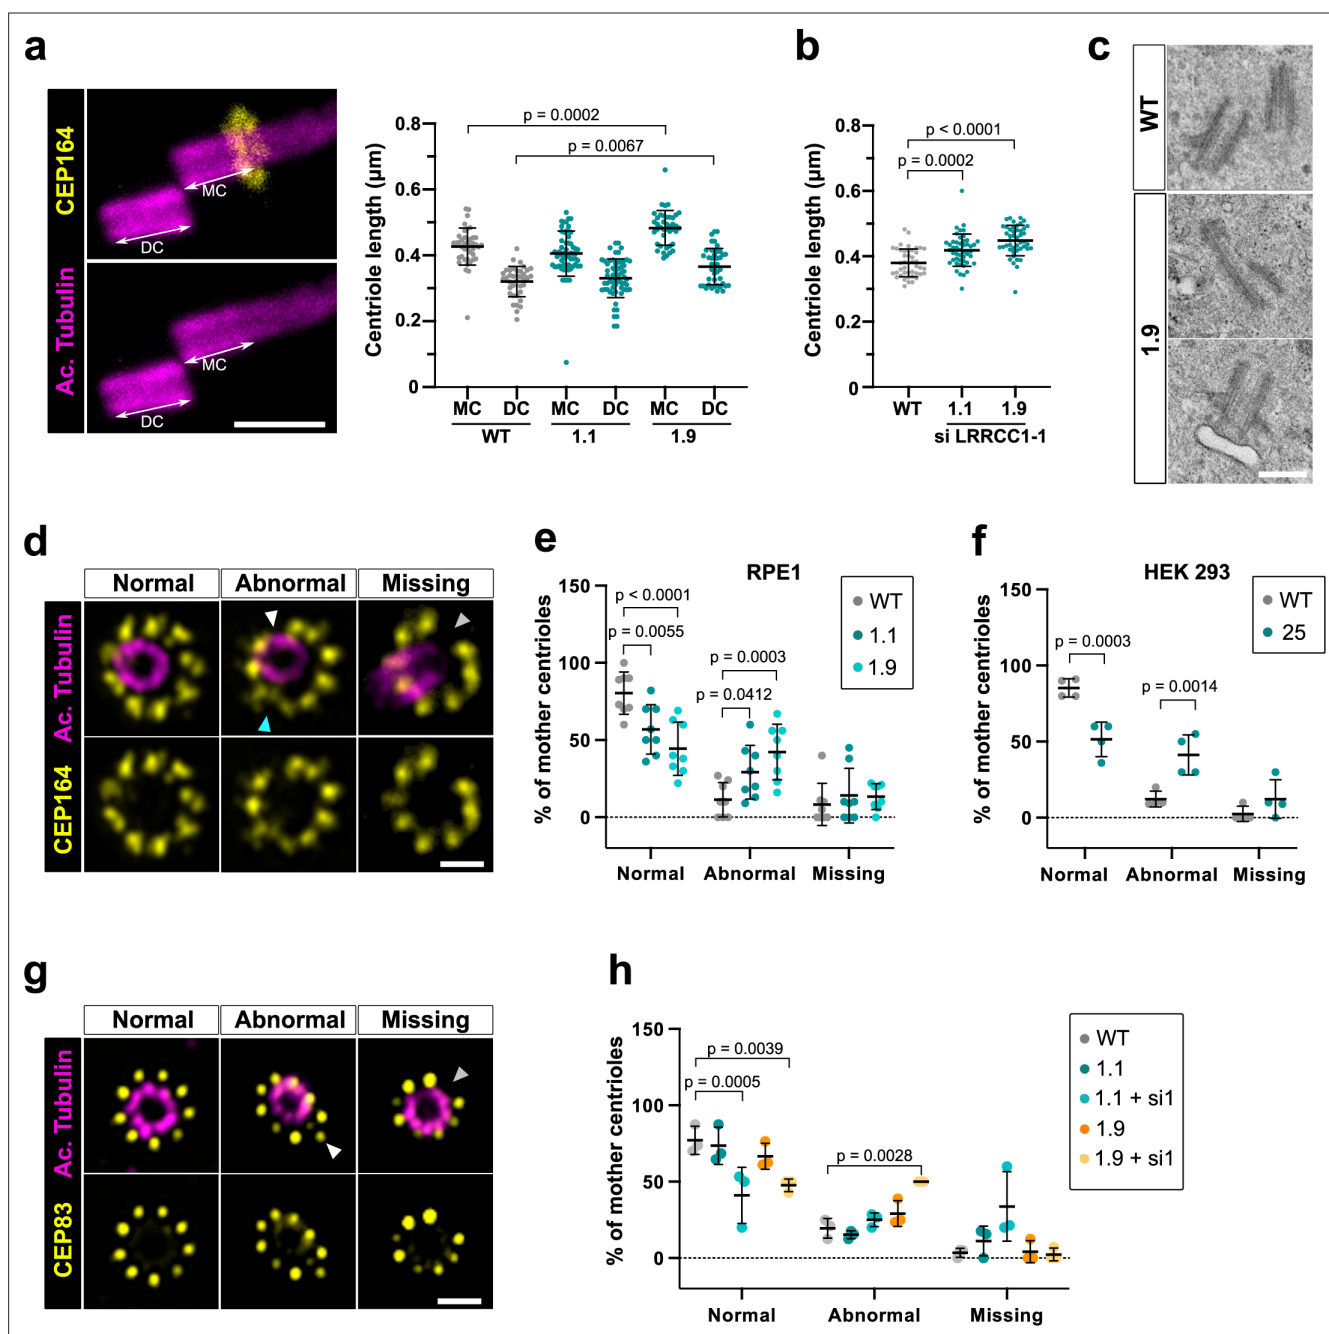 a
CEP164
Ac. Tubulin
MC
DC
MC
DC
Centriole length (µm)
0.8
0.6
0.4
0.2
0
p = 0.0002
p = 0.0067
MC DC MC DC MC DC
WT 1.1 1.9
b
Centriole length (µm)
0.8
0.6
0.4
0.2
0
p < 0.0001
p = 0.0002
WT 1.1 1.9
si LRRCC1-1
c
WT
1.9
d
Normal Abnormal Missing
Ac. Tubulin
CEP164
e
RPE1
% of mother centrioles
150
100
50
0
p < 0.0001
p = 0.0055
p = 0.0003
p = 0.0412
WT
1.1
1.9
Normal Abnormal Missing
f
HEK 293
% of mother centrioles
150
100
50
0
p = 0.0003
p = 0.0014
WT
25
Normal Abnormal Missing
g
Normal Abnormal Missing
Ac. Tubulin
CEP83
h
% of mother centrioles
150
100
50
0
p = 0.0039
p = 0.0005
p = 0.0028
WT
1.1
1.1 + si1
1.9
1.9 + si1
Normal Abnormal Missing